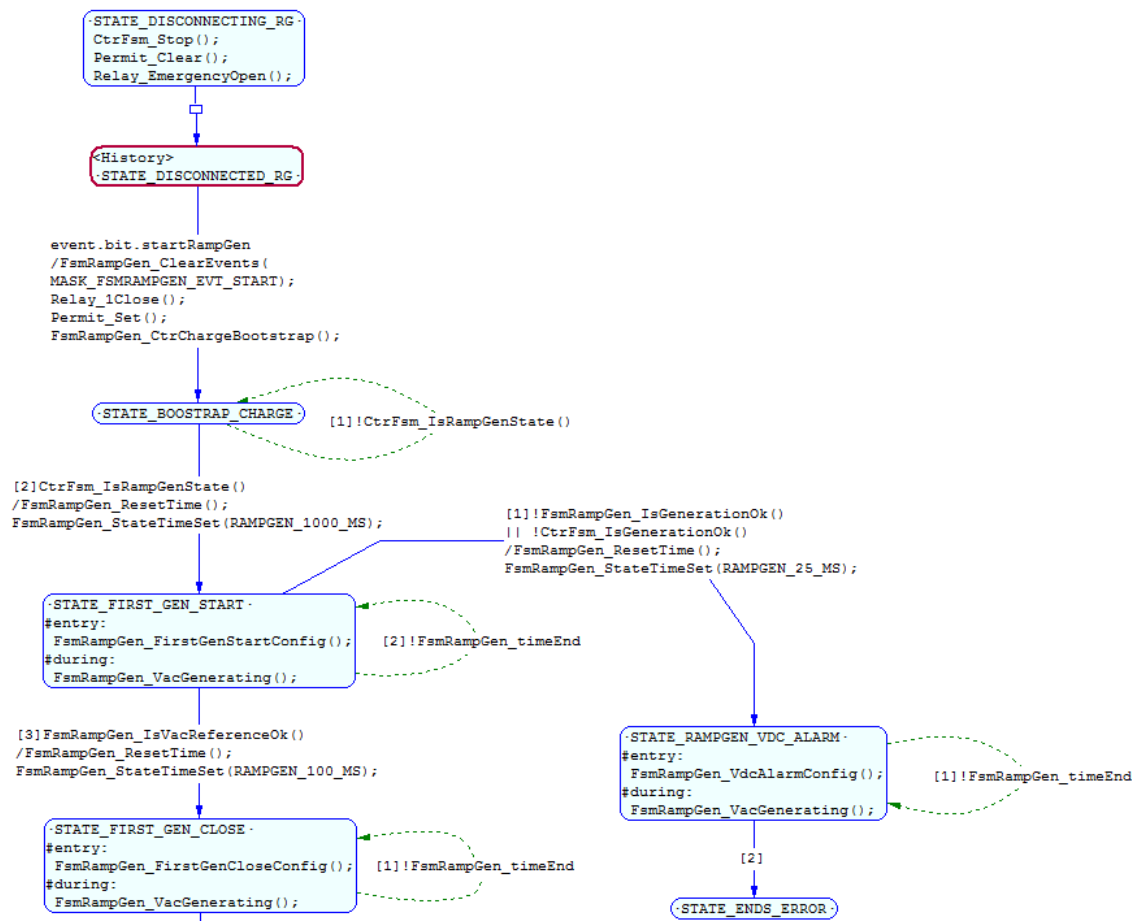 ·STATE_DISCONNECTING_RG·
CtrFsm_Stop();
Permit_Clear();
Relay_EmergencyOpen();
<History>
·STATE_DISCONNECTED_RG·
event.bit.startRampGen
/FsmRampGen_ClearEvents(
MASK_FSMRAMPGEN_EVT_START);
Relay_1Close();
Permit_Set();
FsmRampGen_CtrChargeBootstrap();
·STATE_BOOSTRAP_CHARGE·
[1]!CtrFsm_IsRampGenState()
[2]CtrFsm_IsRampGenState()
/FsmRampGen_ResetTime();
FsmRampGen_StateTimeSet(RAMPGEN_1000_MS);
[1]!FsmRampGen_IsGenerationOk()
|| !CtrFsm_IsGenerationOk()
/FsmRampGen_ResetTime();
FsmRampGen_StateTimeSet(RAMPGEN_25_MS);
·STATE_FIRST_GEN_START·
#entry:
FsmRampGen_FirstGenStartConfig();
#during:
FsmRampGen_VacGenerating();
[2]!FsmRampGen_timeEnd
[3]FsmRampGen_IsVacReferenceOk()
/FsmRampGen_ResetTime();
FsmRampGen_StateTimeSet(RAMPGEN_100_MS);
·STATE_RAMPGEN_VDC_ALARM·
#entry:
FsmRampGen_VdcAlarmConfig();
#during:
FsmRampGen_VacGenerating();
[1]!FsmRampGen_timeEnd
·STATE_FIRST_GEN_CLOSE·
#entry:
FsmRampGen_FirstGenCloseConfig();
#during:
FsmRampGen_VacGenerating();
[1]!FsmRampGen_timeEnd
[2]
·STATE_ENDS_ERROR·